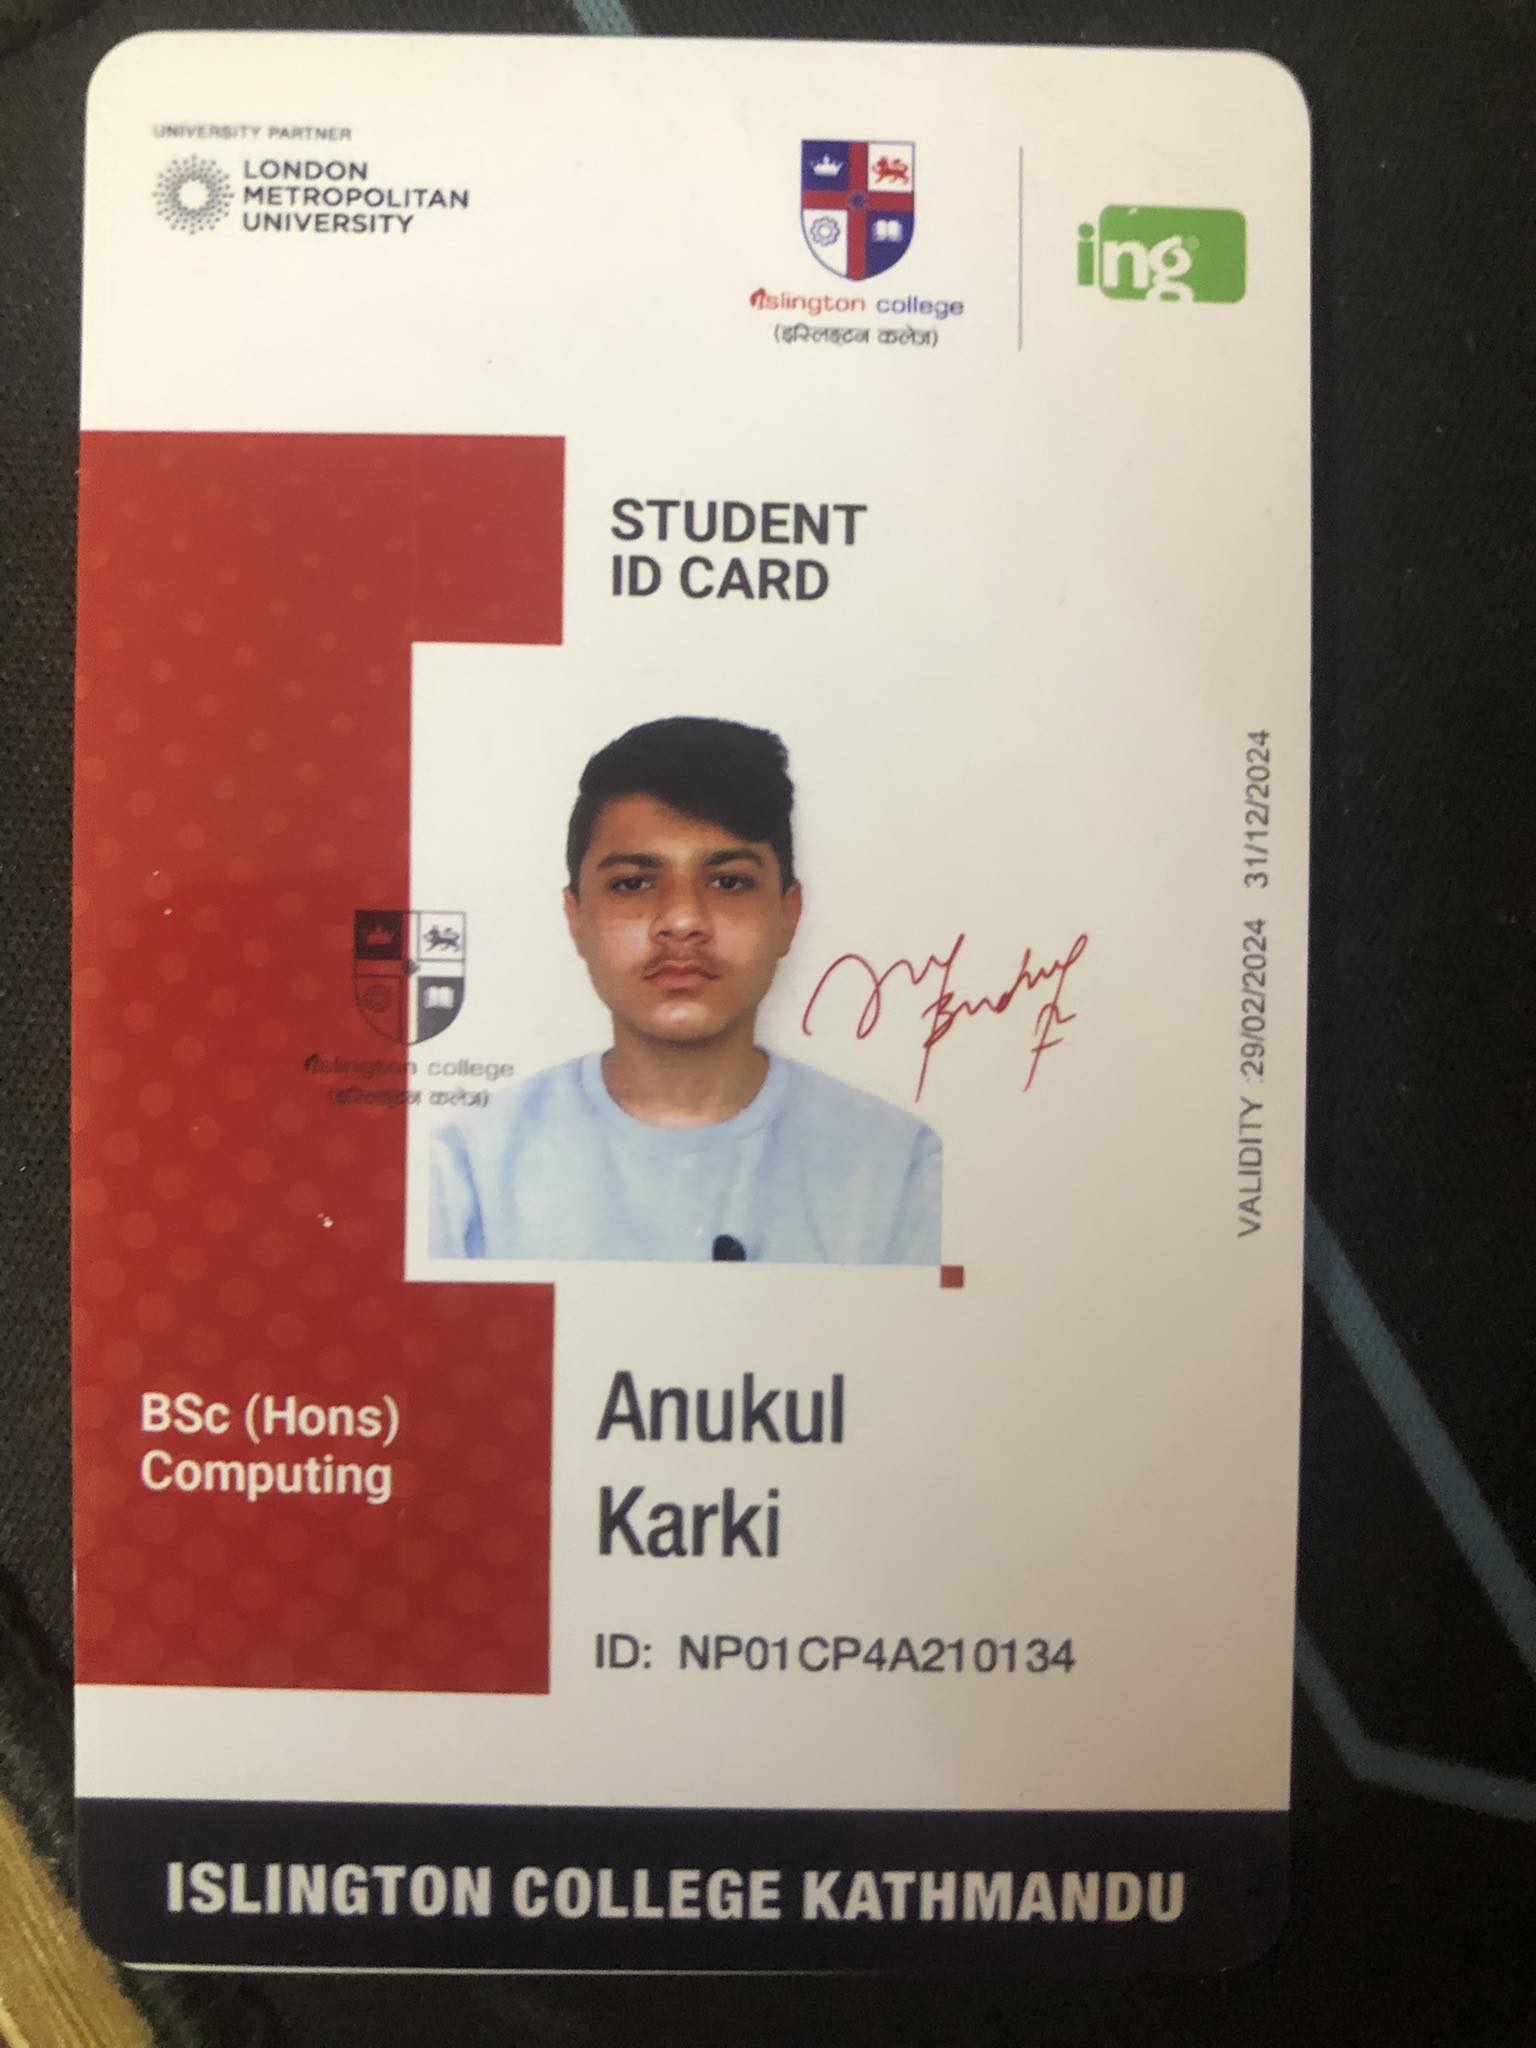 UNIVERSITY PARTNER
LONDON
METROPOLITAN
UNIVERSITY
islington college
(इस्लिङ्टन कलेज)
ing
STUDENT
ID CARD
islington college
(इस्लिङ्टन कलेज)
VALIDITY :29/02/2024 31/12/2024
BSc (Hons)
Computing
Anukul
Karki
ID: NP01CP4A210134
ISLINGTON COLLEGE KATHMANDU